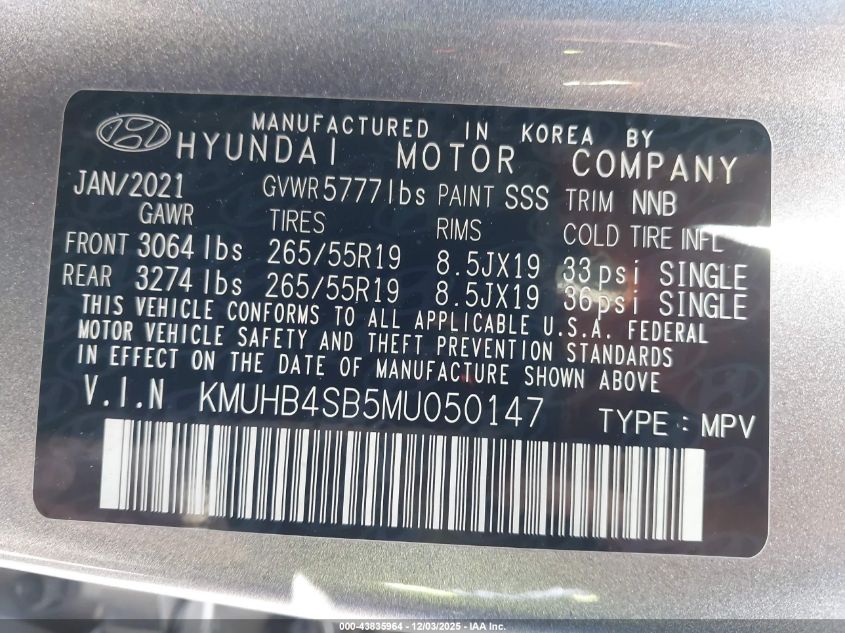 MANUFACTURED IN KOREA BY
HYUNDAI MOTOR COMPANY
JAN/2021 GVWR 5777lbs PAINT SSS TRIM NNB
GAWR TIRES RIMS COLD TIRE INFL
FRONT 3064 lbs 265/55R19 8.5JX19 33psi SINGLE
REAR 3274 lbs 265/55R19 8.5JX19 36psi SINGLE
THIS VEHICLE CONFORMS TO ALL APPLICABLE U.S.A. FEDERAL
MOTOR VEHICLE SAFETY AND THEFT PREVENTION STANDARDS
IN EFFECT ON THE DATE OF MANUFACTURE SHOWN ABOVE
V.I.N KMUHB4SB5MU050147 TYPE : MPV
000-43835964 - 12/03/2025 - IAA Inc.